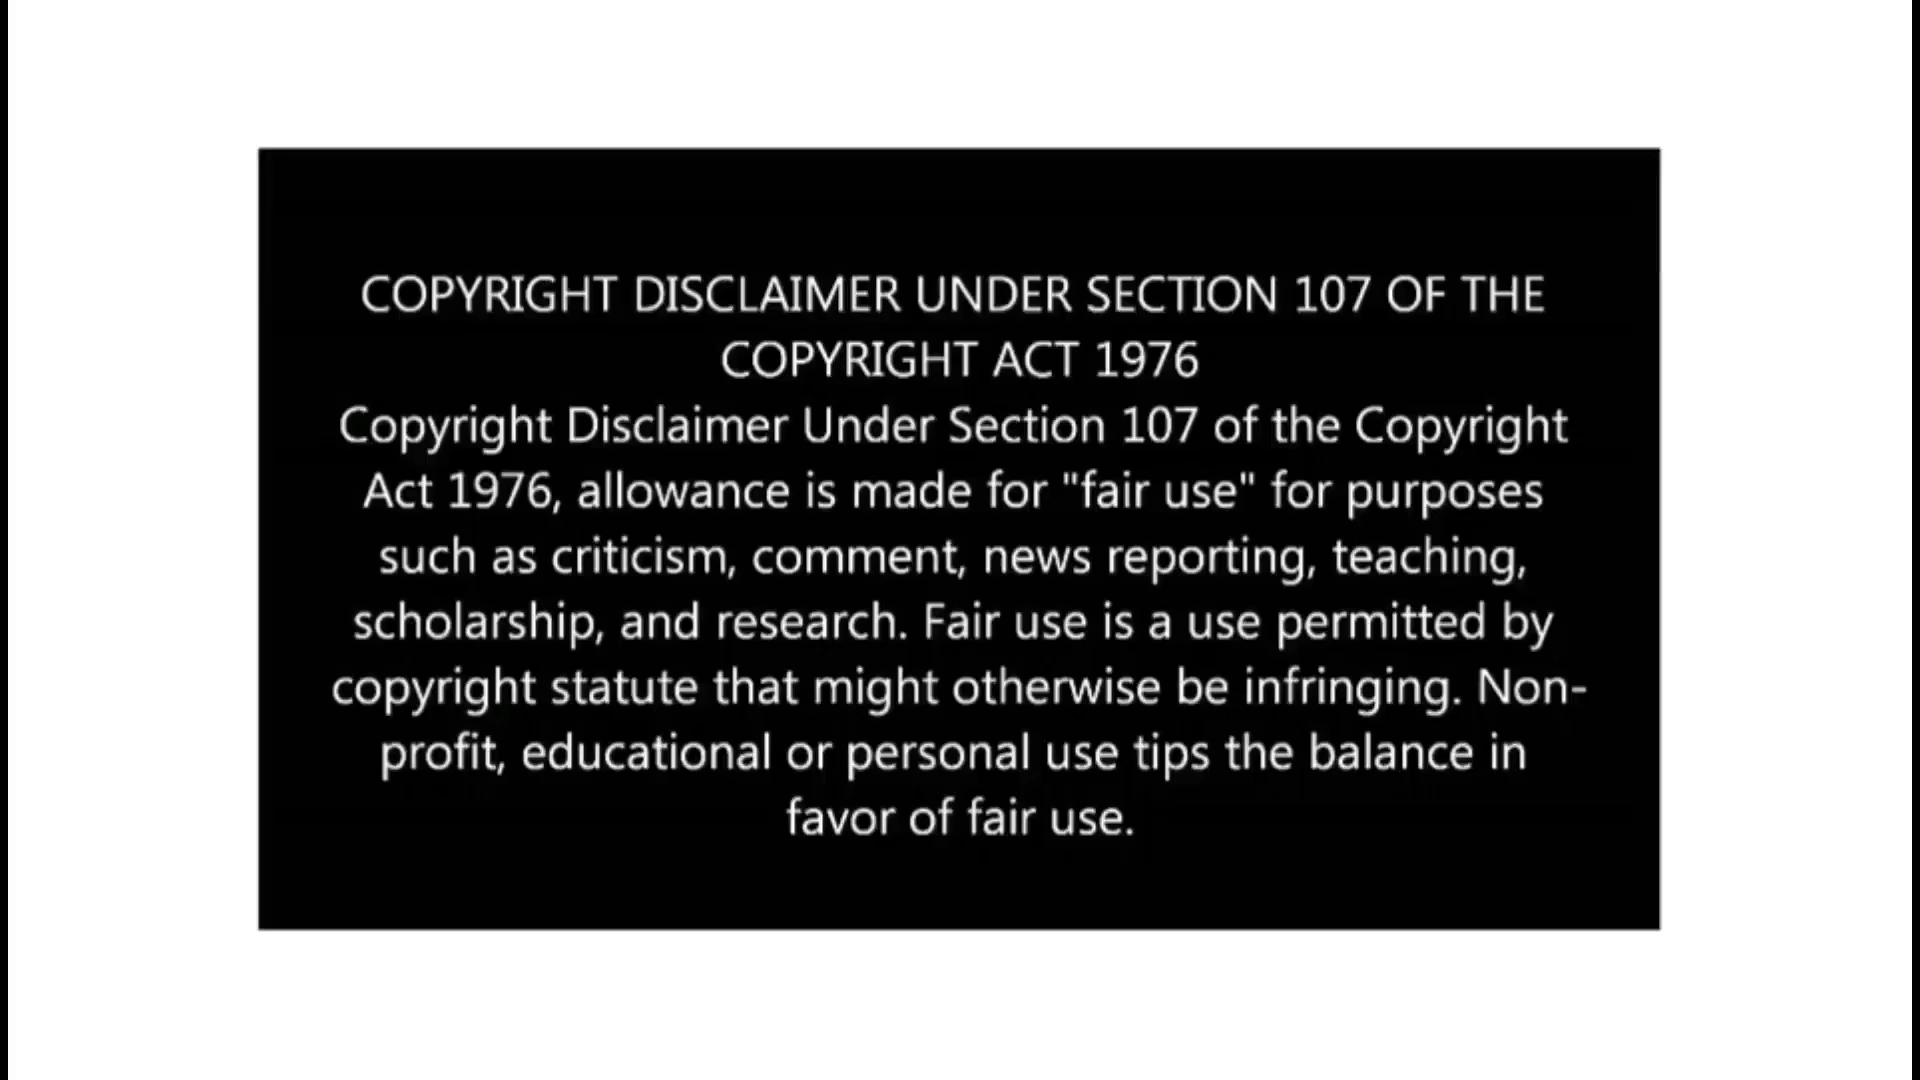 COPYRIGHT DISCLAIMER UNDER SECTION 107 OF THE
COPYRIGHT ACT 1976
Copyright Disclaimer Under Section 107 of the Copyright
Act 1976, allowance is made for "fair use" for purposes
such as criticism, comment, news reporting, teaching,
scholarship, and research. Fair use is a use permitted by
copyright statute that might otherwise be infringing. Non-
profit, educational or personal use tips the balance in
favor of fair use.